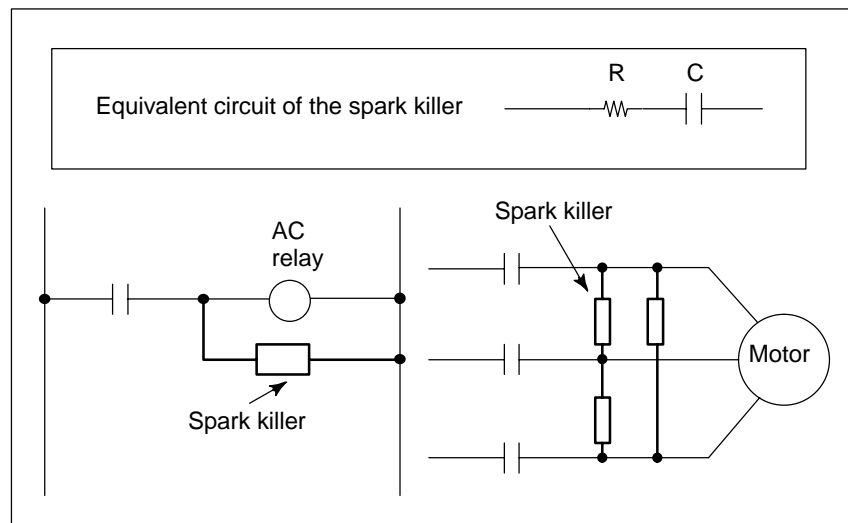 R C
Equivalent circuit of the spark killer
Spark killer
AC
relay
Motor
Spark killer